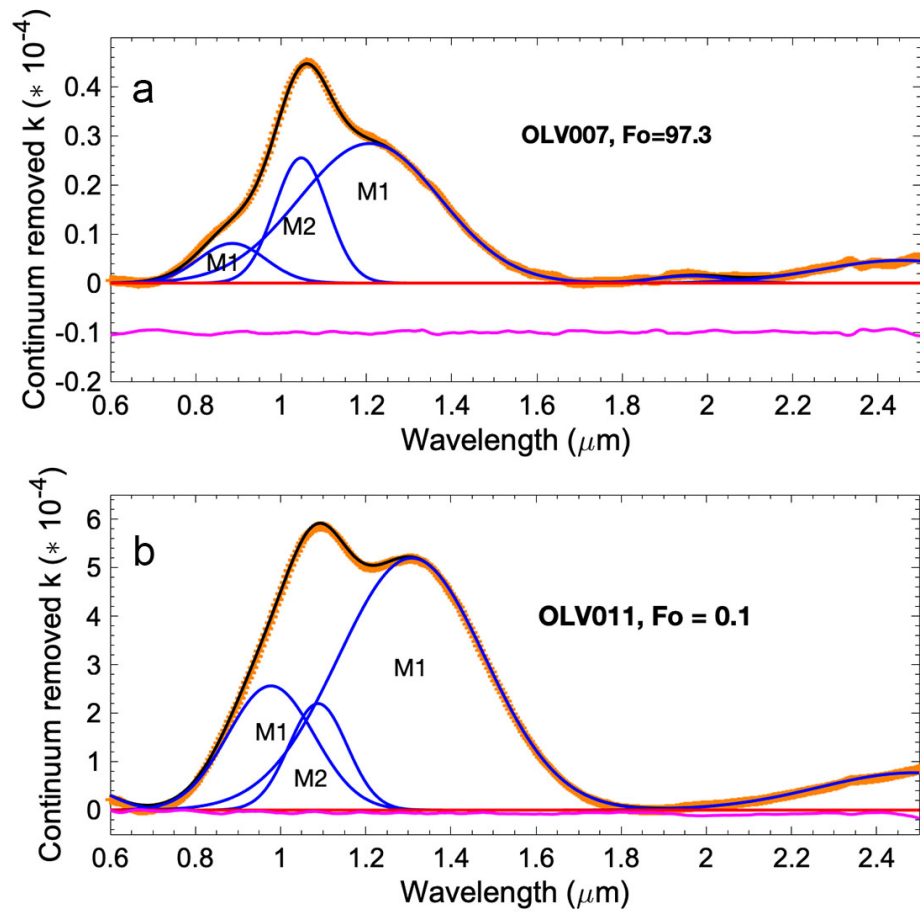 a
OLV007, Fo=97.3
M1
M2
M1
Continuum removed k (* 10-4)
0.4
0.3
0.2
0.1
0
-0.1
-0.2
0.6 0.8 1 1.2 1.4 1.6 1.8 2 2.2 2.4
Wavelength (μm)
b
OLV011, Fo = 0.1
M1
M1
M2
Continuum removed k (* 10-4)
6
5
4
3
2
1
0
0.6 0.8 1 1.2 1.4 1.6 1.8 2 2.2 2.4
Wavelength (μm)